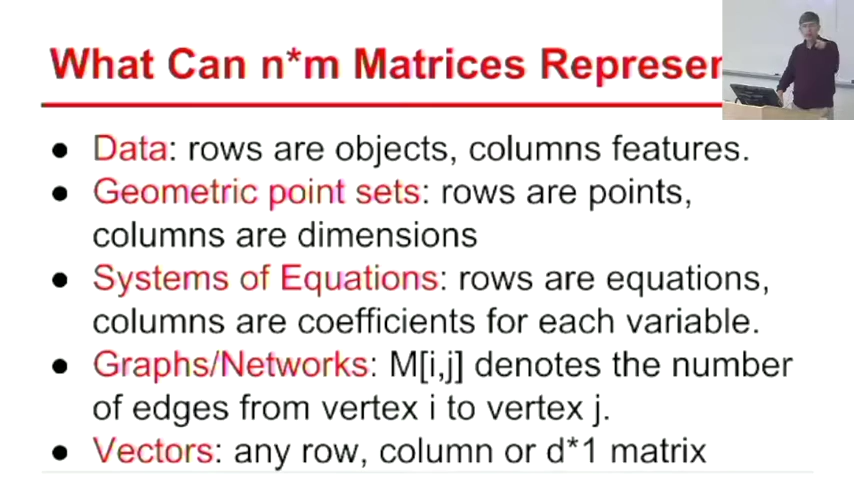 What Can n*m Matrices
● Data: rows are objects, columns features.
● Geometric point sets: rows are points,
columns are dimensions
● Systems of Equations: rows are equations,
columns are coefficients for each variable.
● Graphs/Networks: M[i,j] denotes the number
of edges from vertex i to vertex j.
● Vectors: any row, column or d*1 matrix